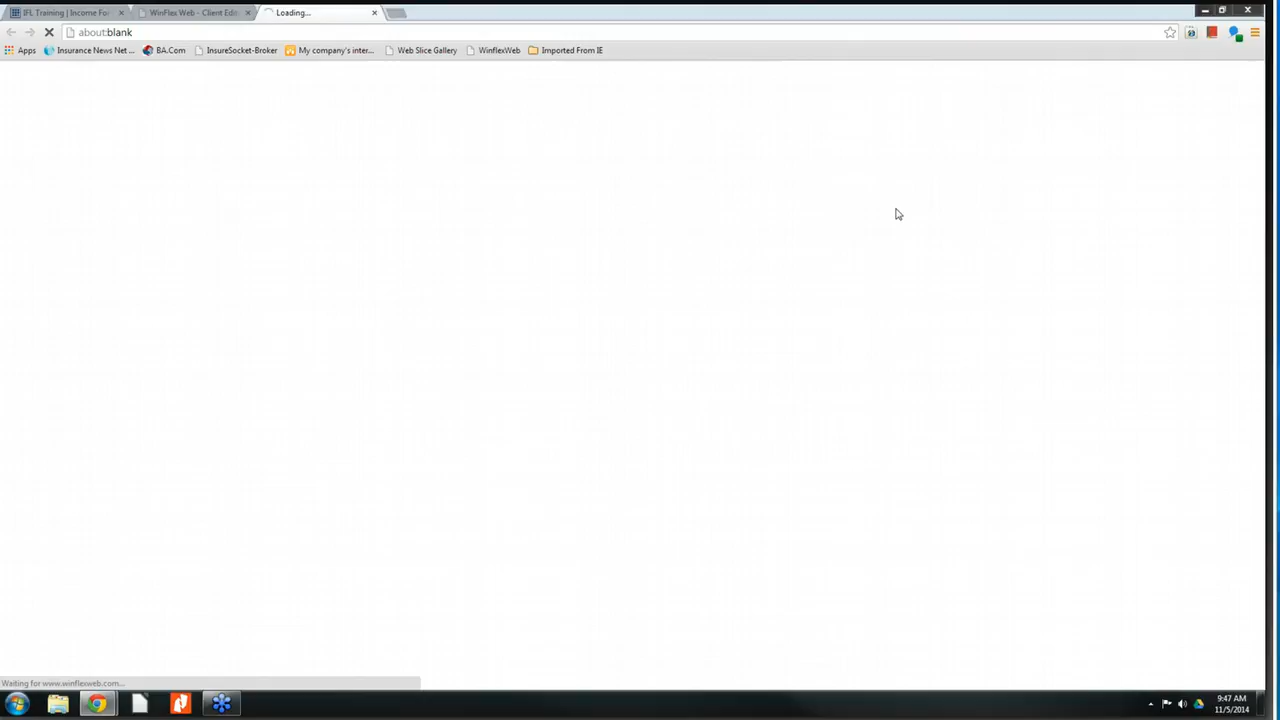 IFL Training | Income Fo
WinFlex Web - Client Edi
Loading...
about:blank
Apps
Insurance News Net ...
BA.Com
InsureSocket-Broker
My company's inter...
Web Slice Gallery
WinflexWeb
Imported From IE
Waiting for www.winflexweb.com...
9:47 AM
11/5/2014